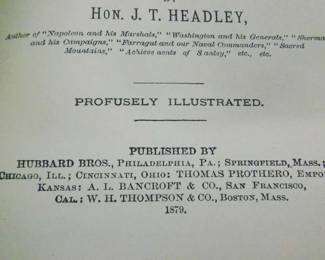 Hon. J. T. HEADLEY,
Author of "Napoleon and his Marshals," "Washington and his Generals," "Sherman
and his Campaigns," "Farragut and our Naval Commanders," "Sacred
Mountains," "Achievements of Stanley," etc., etc.
PROFUSELY ILLUSTRATED.
PUBLISHED BY
HUBBARD BROS., Philadelphia, Pa.; Springfield, Mass.;
Chicago, Ill.; Cincinnati, Ohio: THOMAS PROTHERO, Empo
Kansas: A. L. BANCROFT & CO., San Francisco,
Cal.: W. H. THOMPSON & CO., Boston, Mass.
1879.